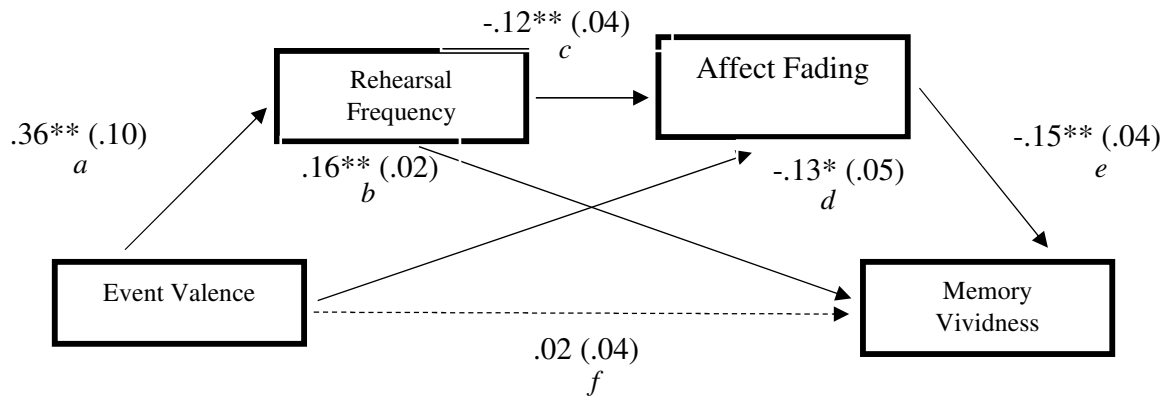 -.12** (.04)
c
Rehearsal
Frequency
Affect Fading
.36** (.10)
a
.16** (.02)
b
-.13* (.05)
d
-.15** (.04)
e
Event Valence
Memory
Vividness
.02 (.04)
f